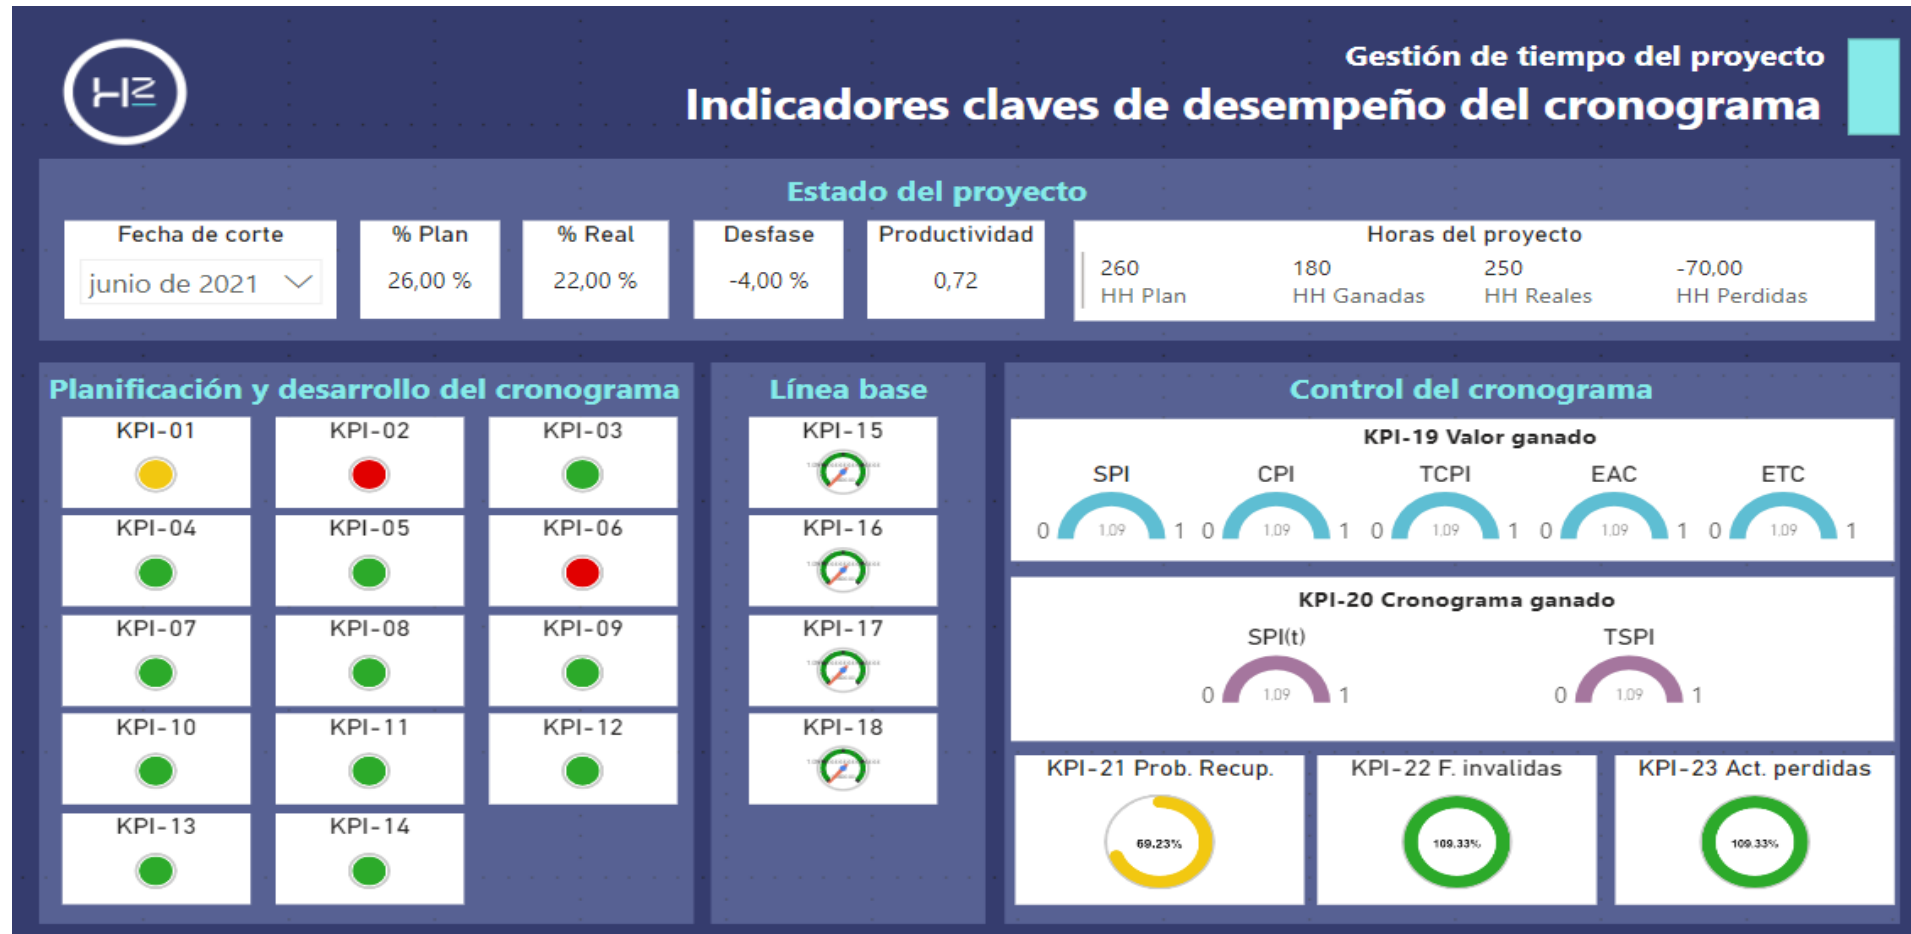 HZ
Gestión de tiempo del proyecto
Indicadores claves de desempeño del cronograma
Estado del proyecto
Fecha de corte
junio de 2021
% Plan
26,00 %
% Real
22,00 %
Desfase
-4,00 %
Productividad
0,72
Horas del proyecto
260 180 250 -70,00
HH Plan HH Ganadas HH Reales HH Perdidas
Planificación y desarrollo del cronograma
KPI-01 KPI-02 KPI-03
KPI-04 KPI-05 KPI-06
KPI-07 KPI-08 KPI-09
KPI-10 KPI-11 KPI-12
KPI-13 KPI-14
Línea base
KPI-15
KPI-16
KPI-17
KPI-18
Control del cronograma
KPI-19 Valor ganado
SPI CPI TCPI EAC ETC
0 1.09 1 0 1.09 1 0 1.09 1 0 1.09 1 0 1.09 1
KPI-20 Cronograma ganado
SPI(t) TSPI
0 1.09 1 0 1.09 1
KPI-21 Prob. Recup. KPI-22 F. invalidas KPI-23 Act. perdidas
69.23% 109.33% 109.33%